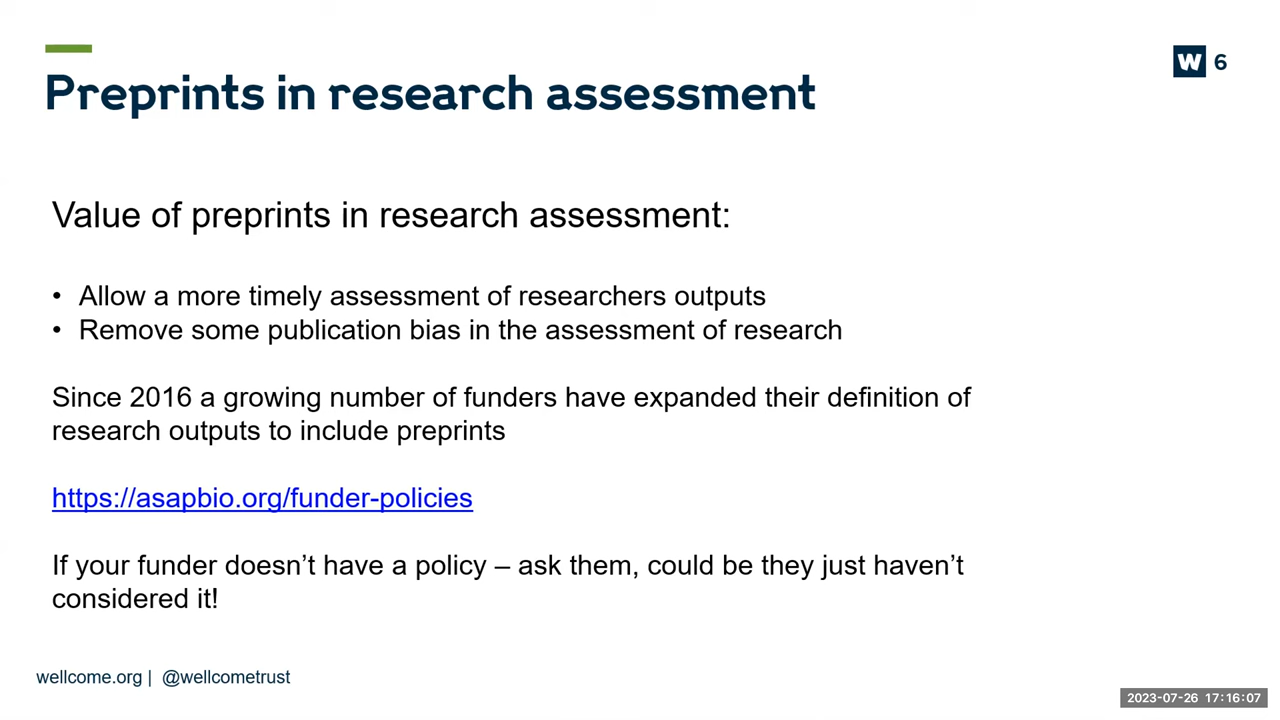 W 6
Preprints in research assessment
Value of preprints in research assessment:
• Allow a more timely assessment of researchers outputs
• Remove some publication bias in the assessment of research
Since 2016 a growing number of funders have expanded their definition of
research outputs to include preprints
https://asapbio.org/funder-policies
If your funder doesn’t have a policy – ask them, could be they just haven’t
considered it!
wellcome.org | @wellcometrust
2023-07-26 17:16:07